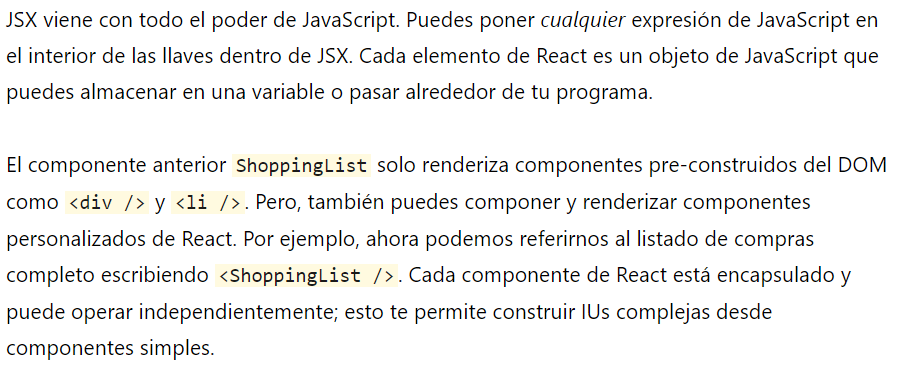 JSX viene con todo el poder de JavaScript. Puedes poner cualquier expresión de JavaScript en
el interior de las llaves dentro de JSX. Cada elemento de React es un objeto de JavaScript que
puedes almacenar en una variable o pasar alrededor de tu programa.
El componente anterior ShoppingList solo renderiza componentes pre-construidos del DOM
como <div /> y <li />. Pero, también puedes componer y renderizar componentes
personalizados de React. Por ejemplo, ahora podemos referirnos al listado de compras
completo escribiendo <ShoppingList />. Cada componente de React está encapsulado y
puede operar independientemente; esto te permite construir IUs complejas desde
componentes simples.